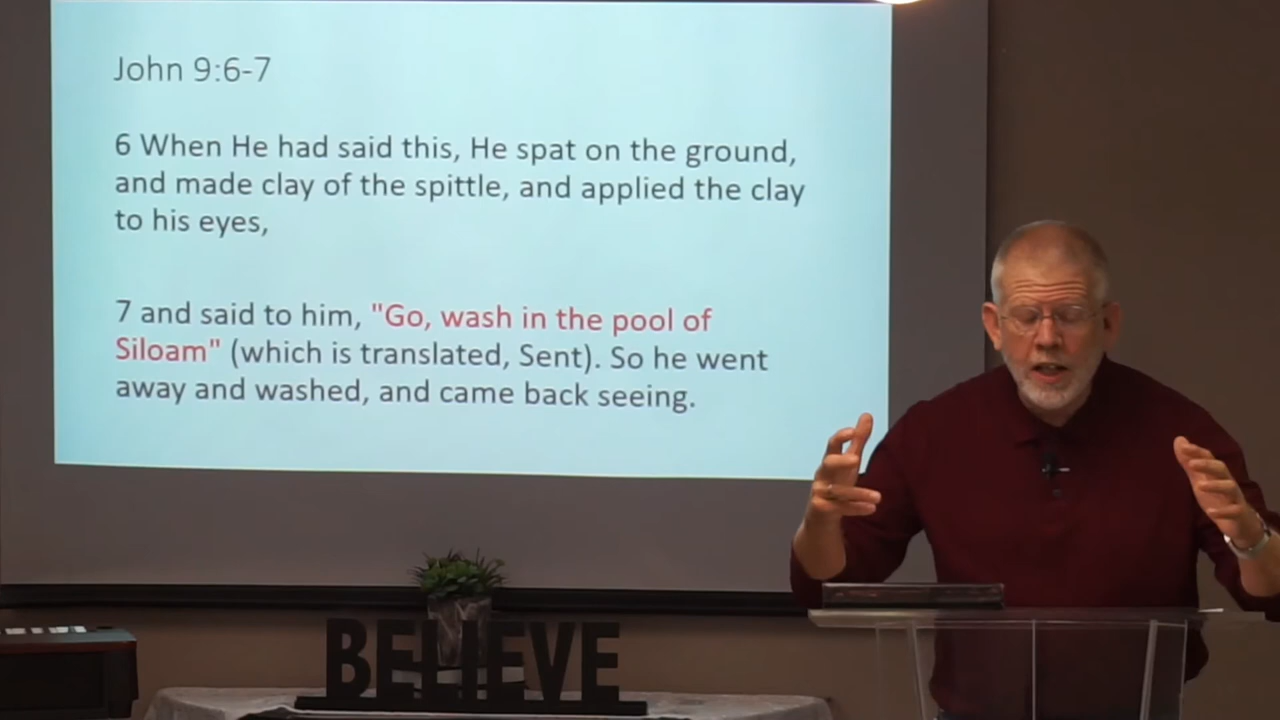 John 9:6-7
6 When He had said this, He spat on the ground,
and made clay of the spittle, and applied the clay
to his eyes,
7 and said to him, "Go, wash in the pool of
Siloam" (which is translated, Sent). So he went
away and washed, and came back seeing.
BELIEVE